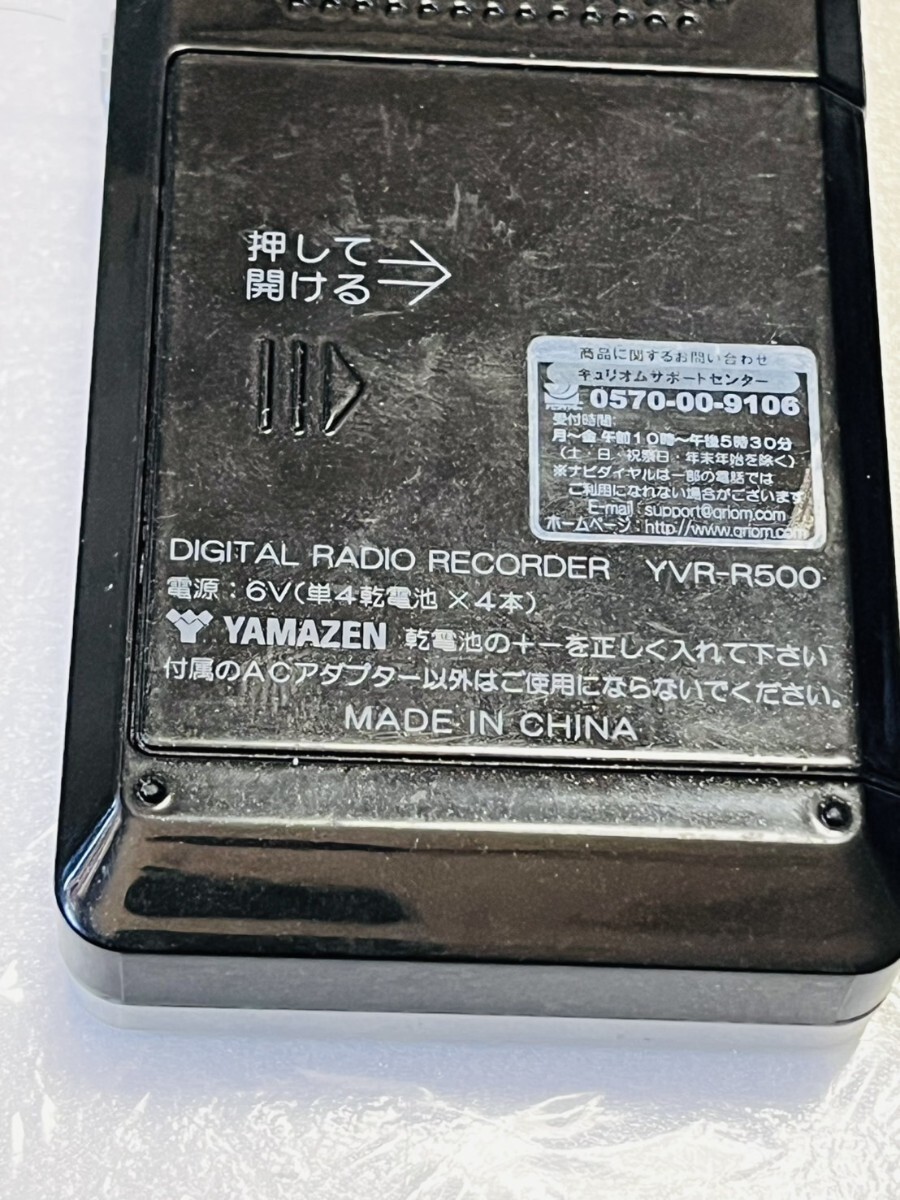 押して
開ける
商品に関するお問い合わせ
キュリオムサポートセンター
0570-00-9106
受付時間:
月〜金 午前10時〜午後5時30分
(土・日・祝祭日・年末年始を除く)
※ナビダイヤルは一部の電話では
ご利用になれない場合がございます
E-mail:support@qriom.com
ホームページ:http://www.qriom.com
DIGITAL RADIO RECORDER YVR-R500
電源:6V(単4乾電池×4本)
YAMAZEN 乾電池の+−を正しく入れて下さい
付属のACアダプター以外はご使用にならないでください。
MADE IN CHINA